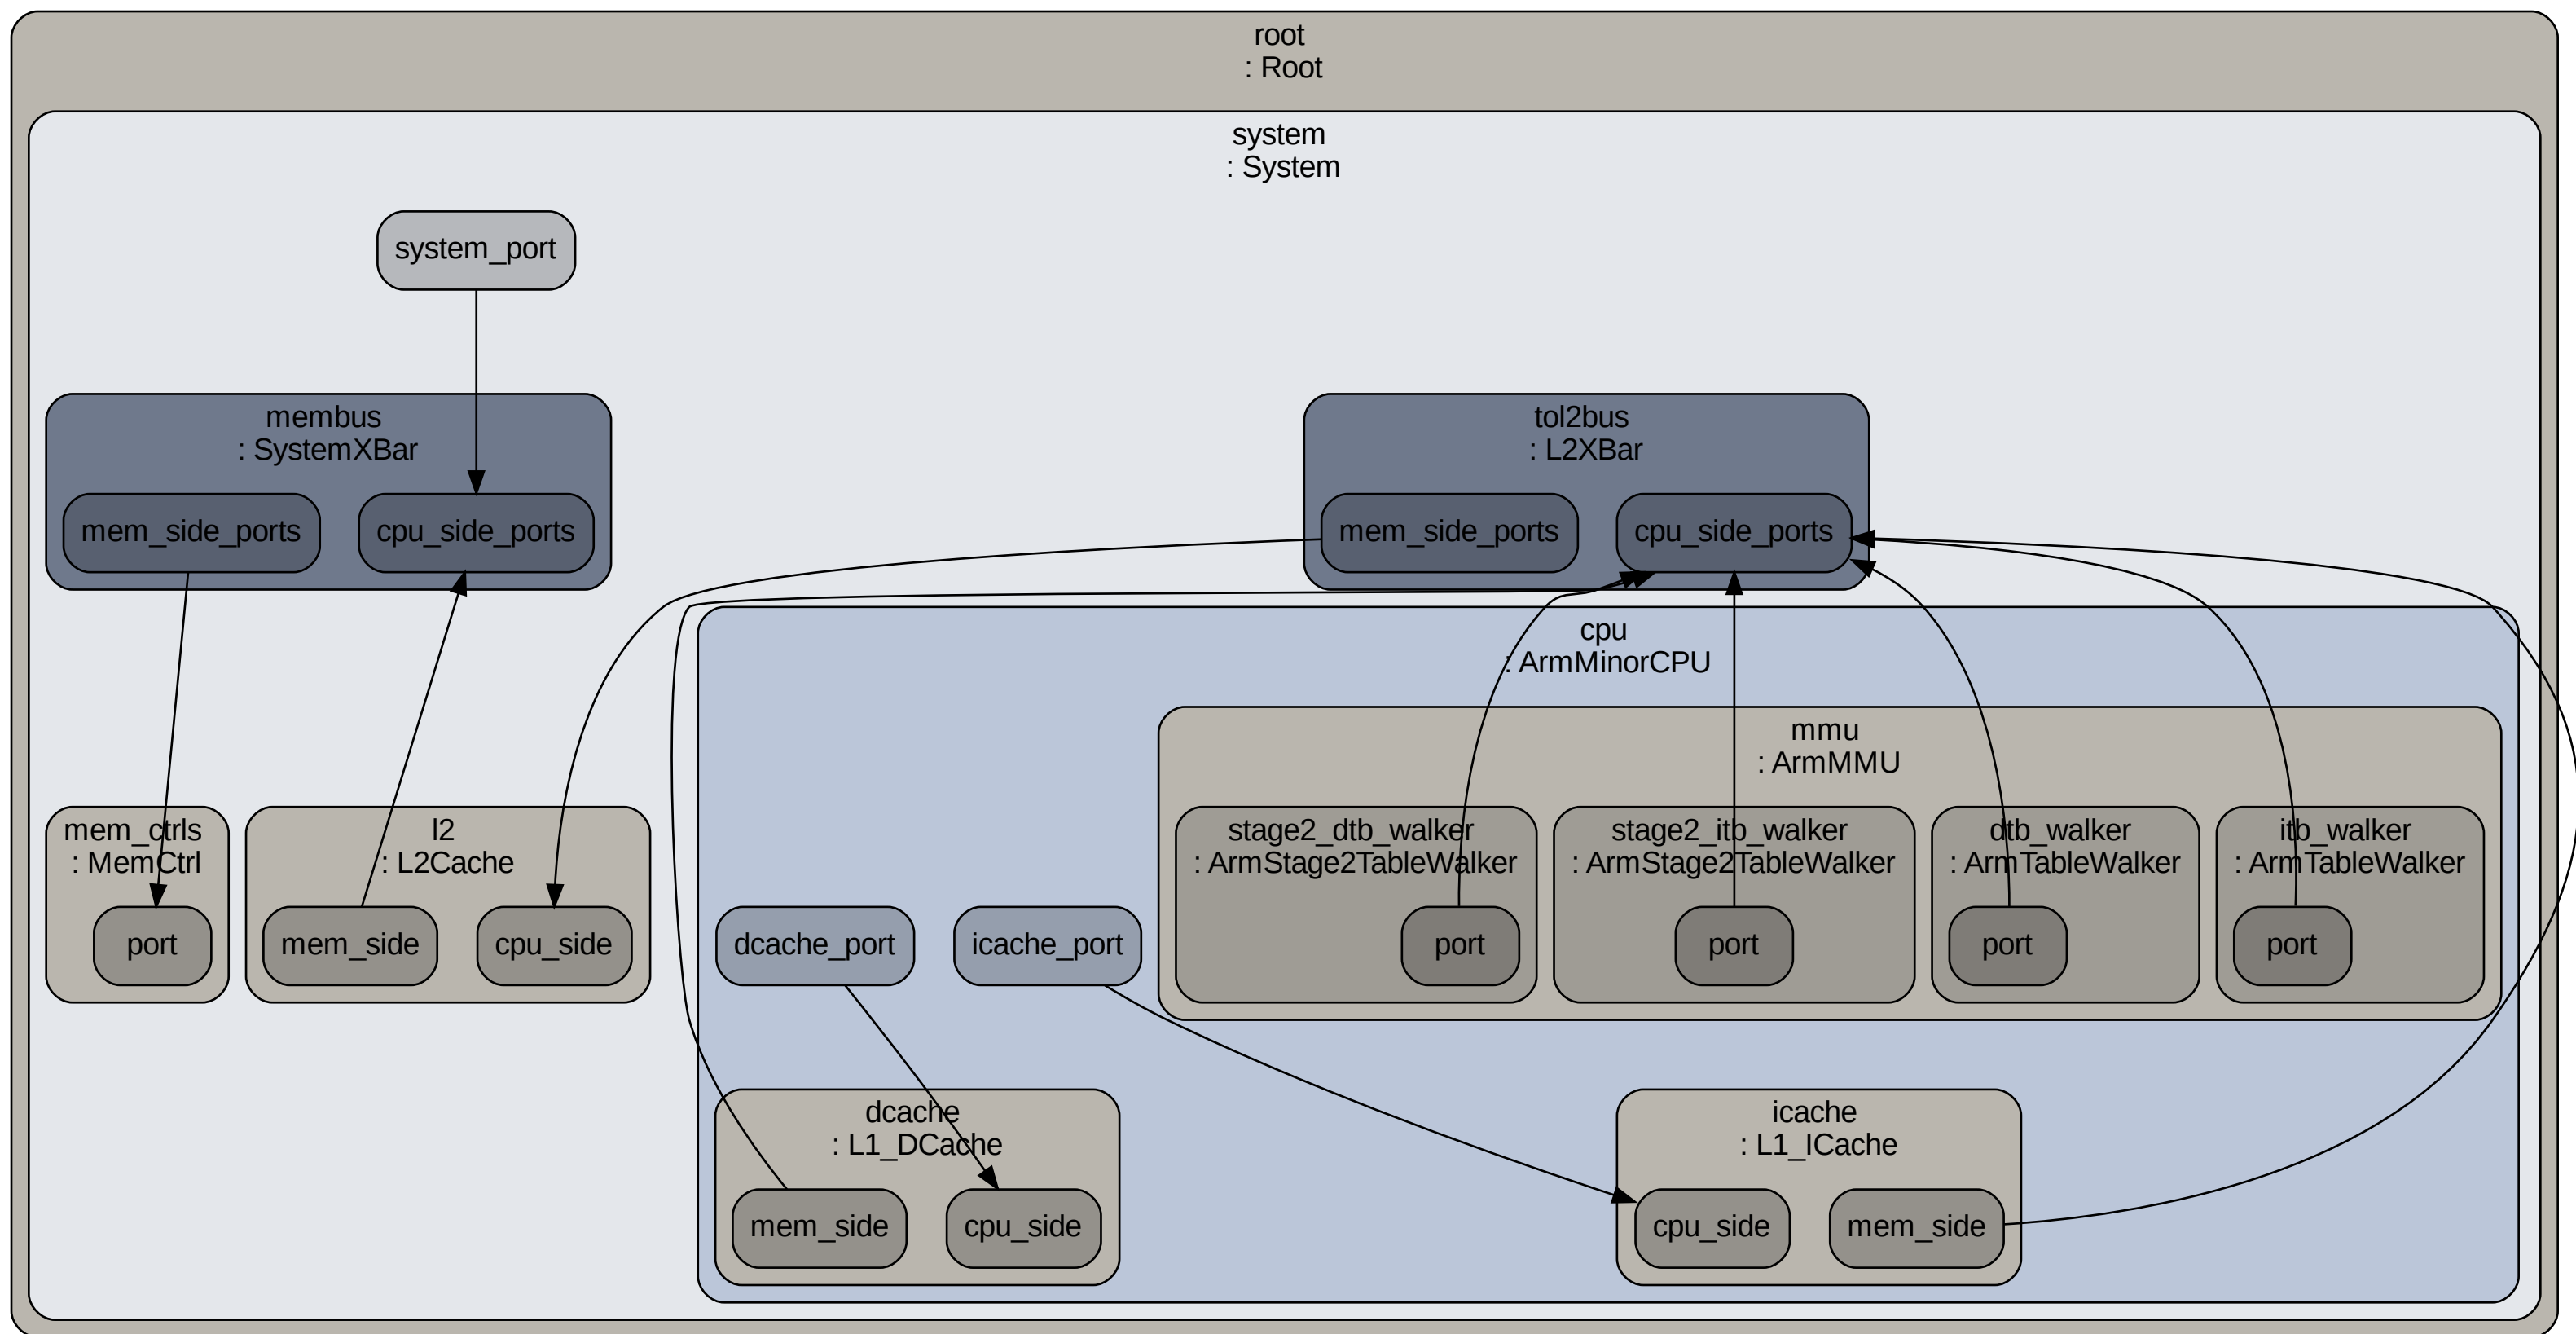 root
: Root
system
: System
system_port
membus
: SystemXBar
mem_side_ports
cpu_side_ports
tol2bus
: L2XBar
mem_side_ports
cpu_side_ports
cpu
: ArmMinorCPU
mmu
: ArmMMU
mem_ctrls
: MemCtrl
port
l2
: L2Cache
mem_side
cpu_side
dcache_port
icache_port
stage2_dtb_walker
: ArmStage2TableWalker
port
stage2_itb_walker
: ArmStage2TableWalker
port
dtb_walker
: ArmTableWalker
port
itb_walker
: ArmTableWalker
port
dcache
: L1_DCache
mem_side
cpu_side
icache
: L1_ICache
cpu_side
mem_side